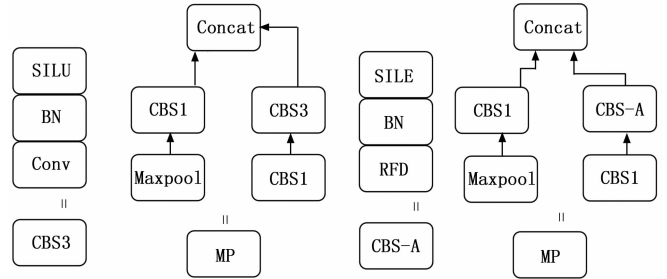 Concat
SILU
BN
Conv
CBS1
CBS3
Maxpool
CBS1
=
=
CBS3
MP
Concat
SILE
BN
RFD
CBS1
CBS-A
Maxpool
CBS1
=
=
CBS-A
MP